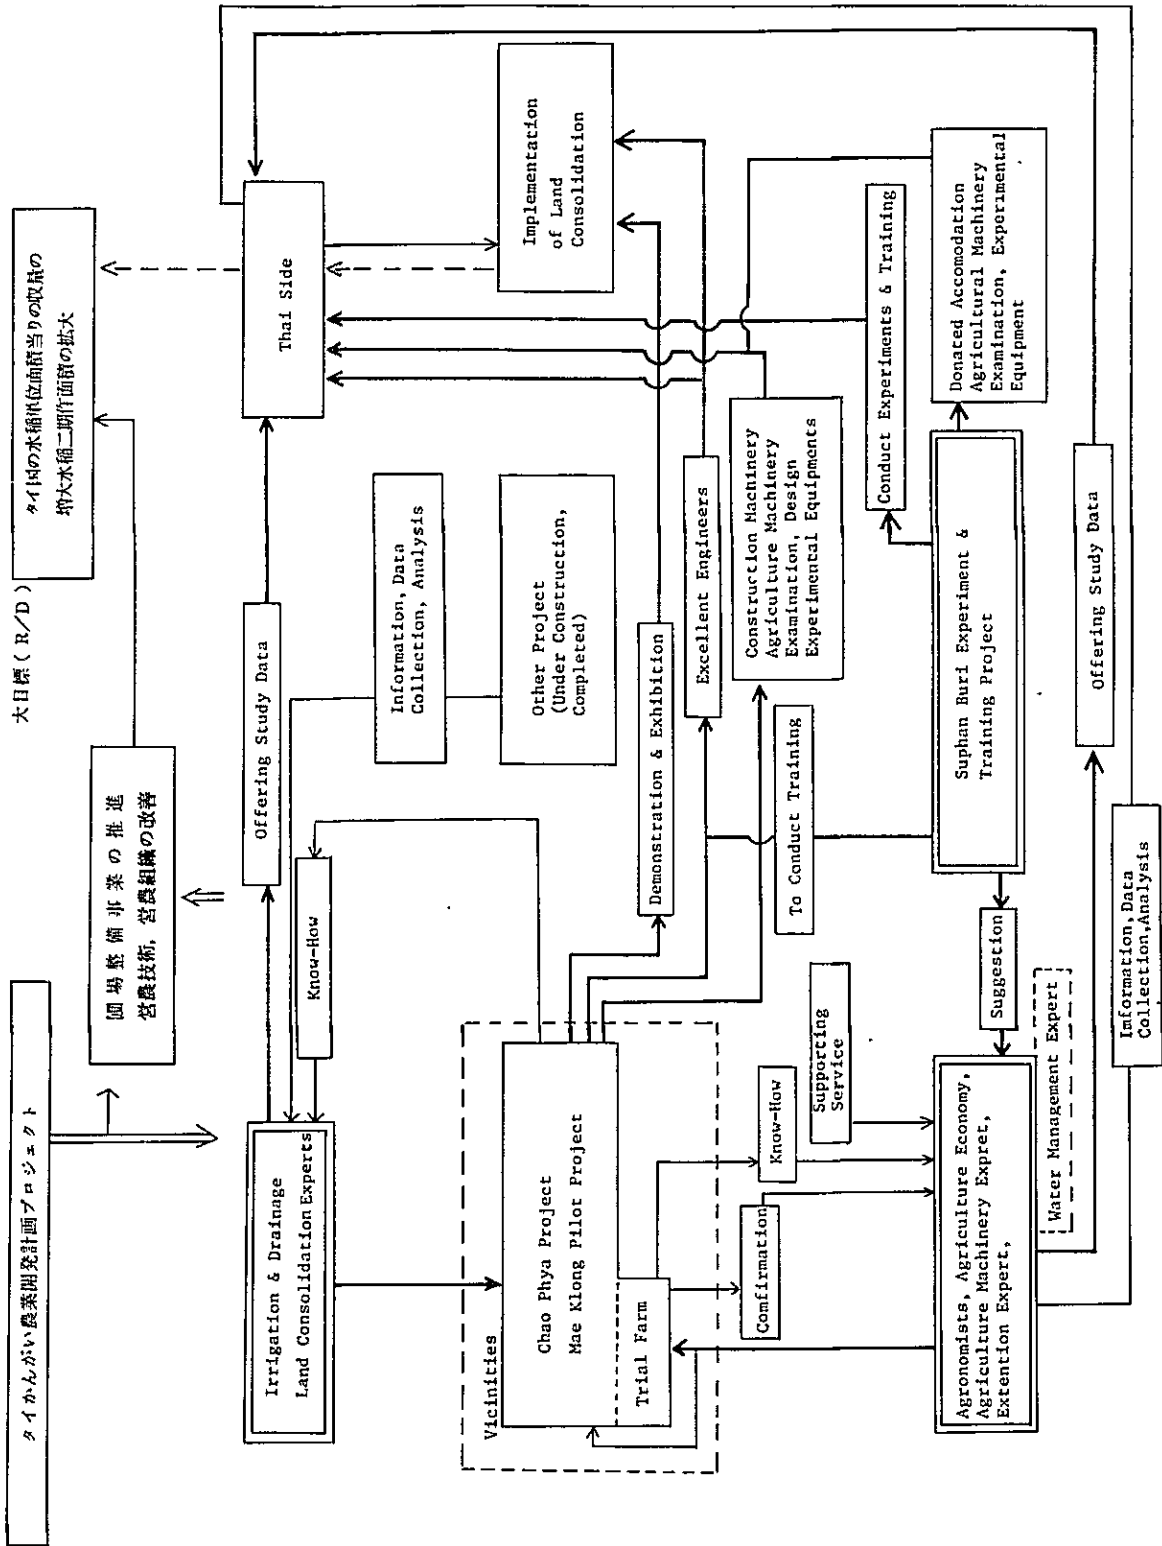 タイかんがい農業開発計画プロジェクト
圃場整備事業の推進
営農技術,営農組織の改善
大目標(R/D)
タイ国の水稲単位面積当りの収量の
増大水稲二期作面積の拡大
Irrigation & Drainage
Land Consolidation Experts
Offering Study Data
Thai Side
Know-How
Information, Data
Collection, Analysis
Other Project
(Under Construction,
Completed)
Implementation
of Land
Consolidation
Vicinities
Chao Phya Project
Mae Klong Pilot Project
Trial Farm
Demonstration & Exhibition
Excellent Engineers
Construction Machinery
Agriculture Machinery
Examination, Design
Experimental Equipments
To Conduct Training
Conduct Experiments & Training
Comfirmation
Know-How
Supporting
Service
Agronomists, Agriculture Economy,
Agriculture Machinery Expret,
Extention Expert,
Water Management Expert
Suggestion
Suphan Buri Experiment &
Training Project
Donated Accomodation
Agricultural Machinery
Examination, Experimental
Equipment
Offering Study Data
Information, Data
Collection, Analysis